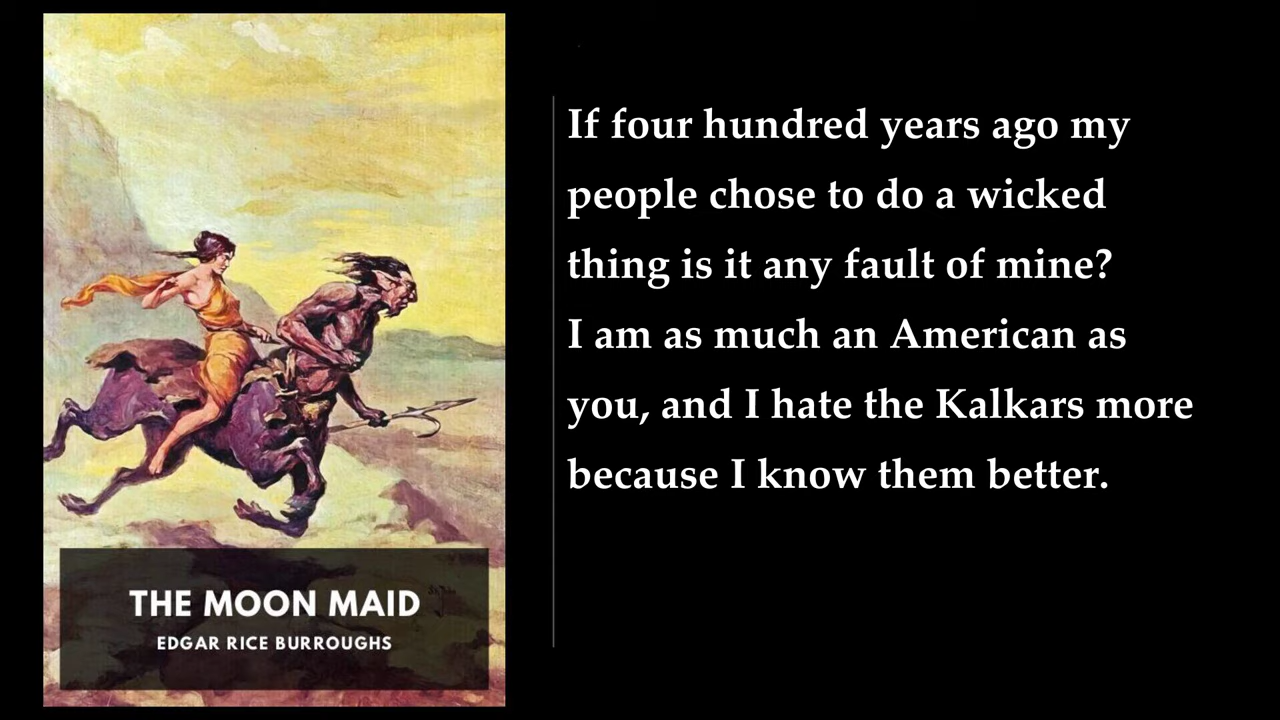 THE MOON MAID
EDGAR RICE BURROUGHS
If four hundred years ago my
people chose to do a wicked
thing is it any fault of mine?
I am as much an American as
you, and I hate the Kalkars more
because I know them better.